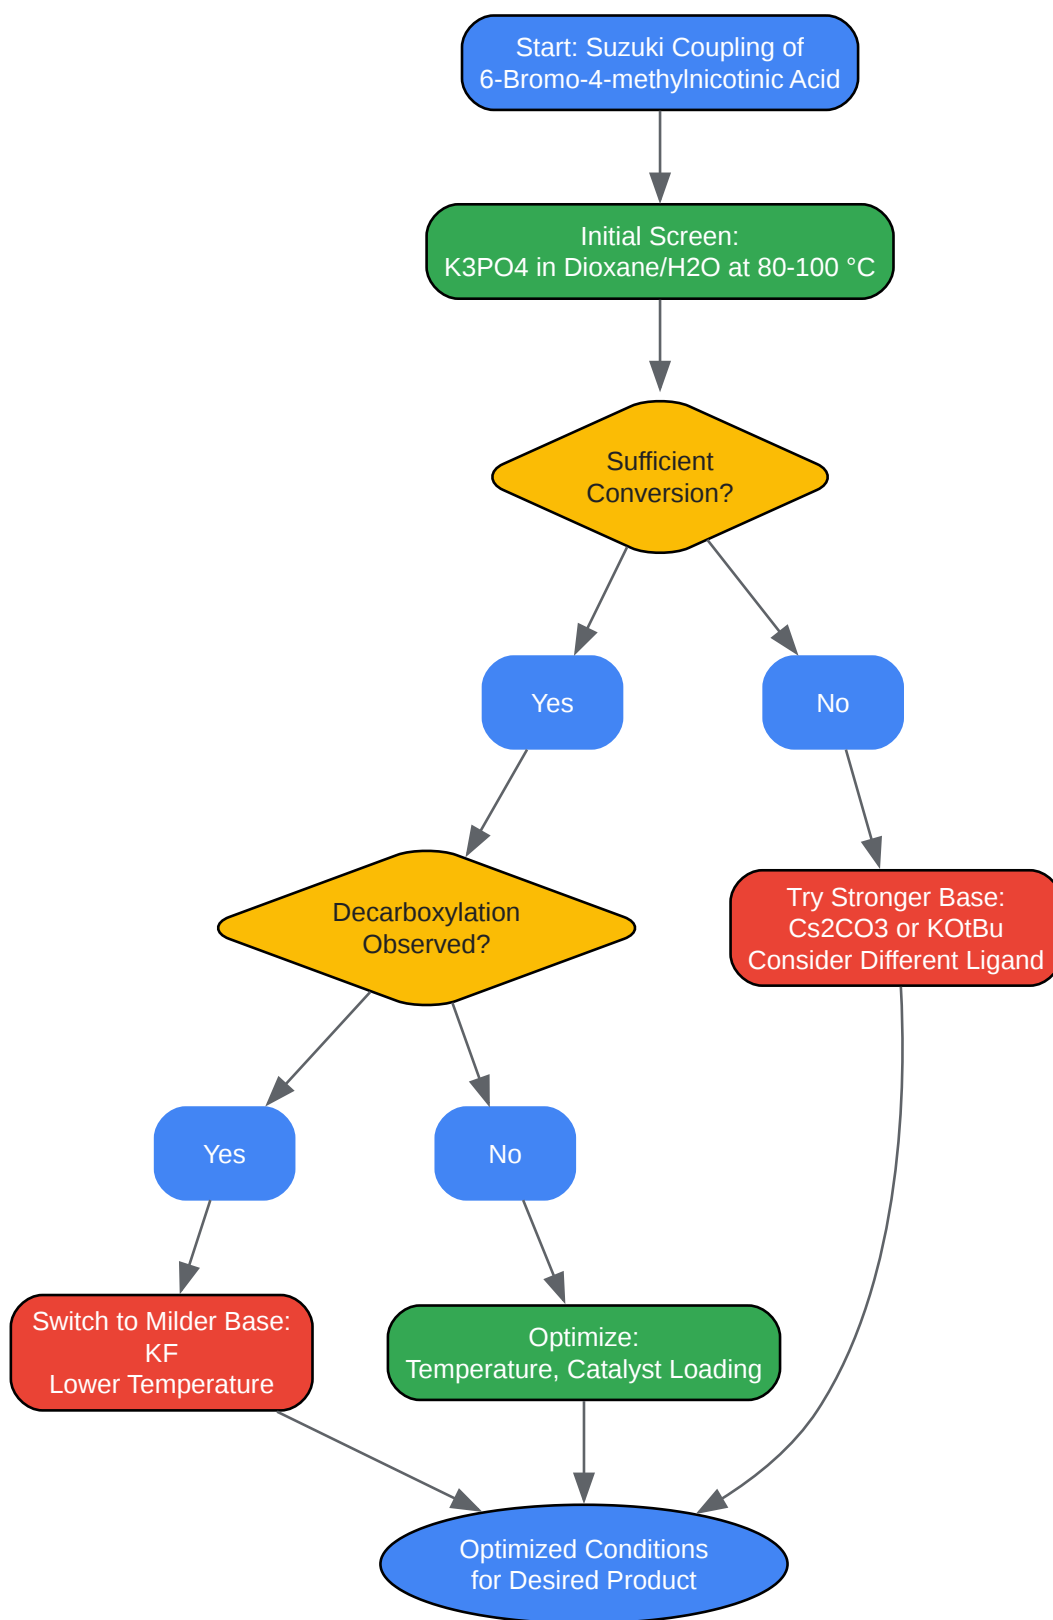 Start: Suzuki Coupling of
6-Bromo-4-methylnicotinic Acid
Initial Screen:
K3PO4 in Dioxane/H2O at 80-100 °C
Sufficient
Conversion?
Yes
No
Decarboxylation
Observed?
Try Stronger Base:
Cs2CO3 or KOtBu
Consider Different Ligand
Yes
No
Switch to Milder Base:
KF
Lower Temperature
Optimize:
Temperature, Catalyst Loading
Optimized Conditions
for Desired Product